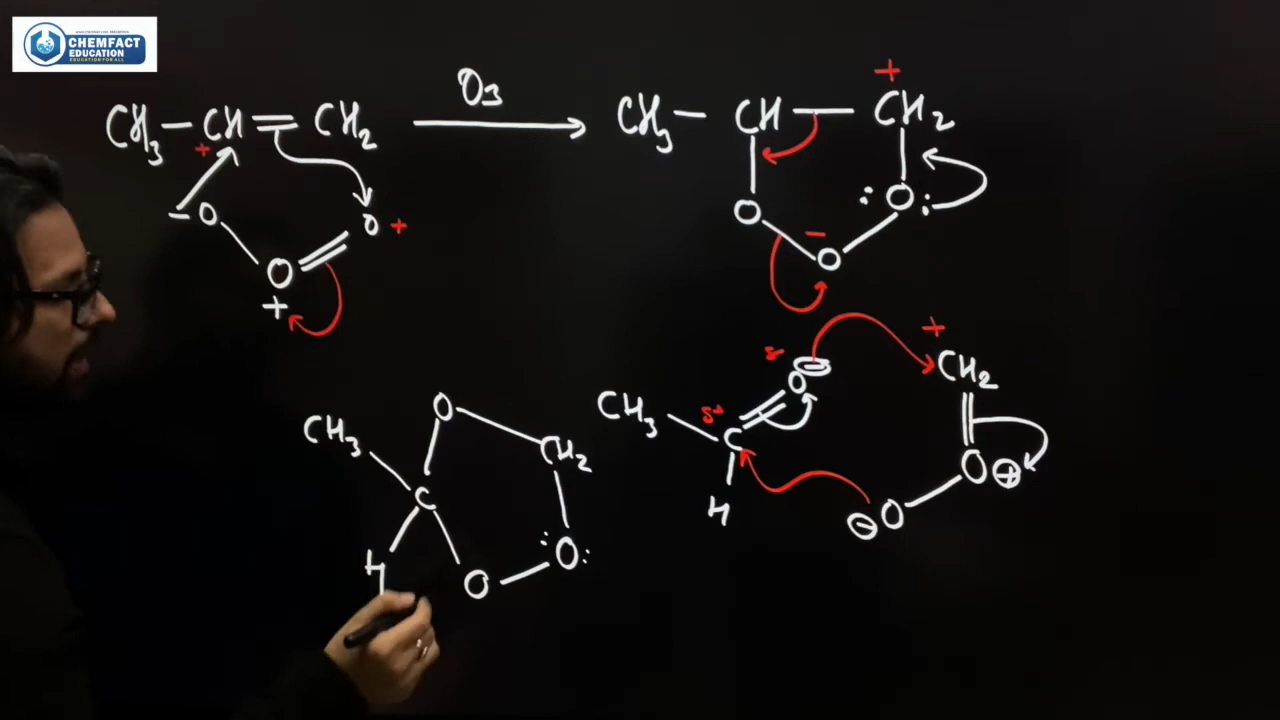 CHEMFACT
EDUCATION
EDUCATION FOR ALL
CH3 – CH = CH2
+
– O
O +
O
+
O3
CH3 – CH – CH2
+
O
: O :
–
O
CH3
O
CH2
C
H
O
: O :
CH3
δ+
C
H
δ-
O –
+
CH2
O +
– O